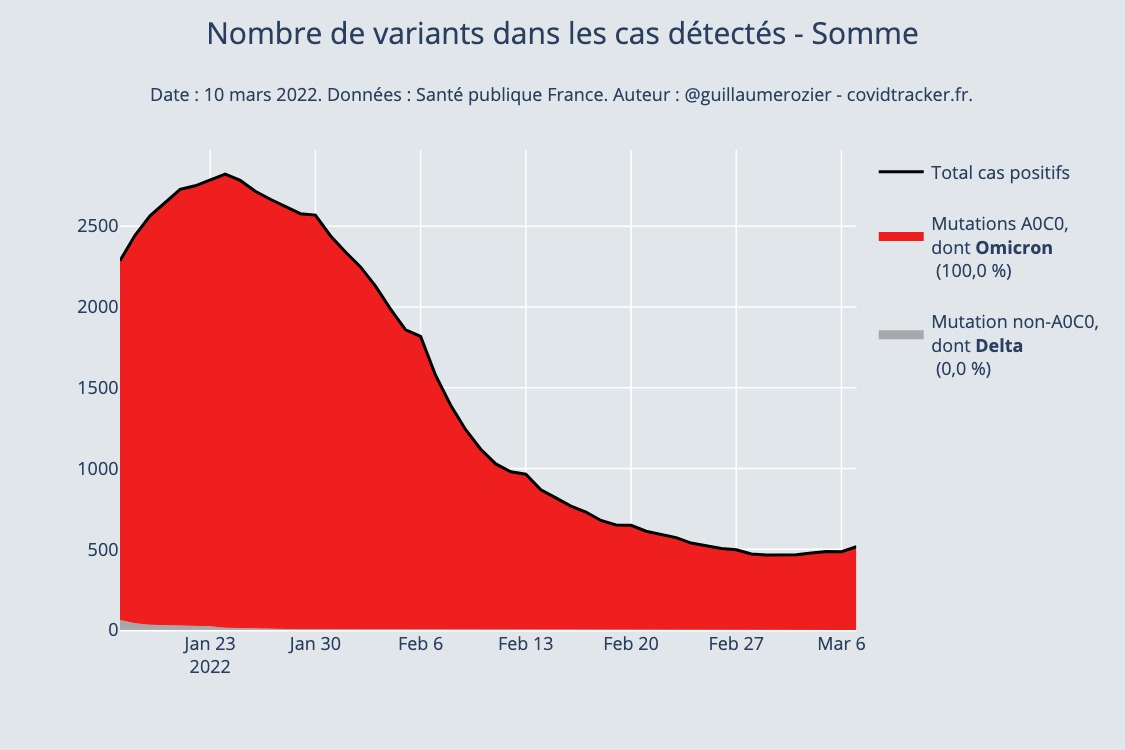 Nombre de variants dans les cas détectés - Somme
Date : 10 mars 2022. Données : Santé publique France. Auteur : @guillaumerozier - covidtracker.fr.
Total cas positifs
Mutations A0C0,
dont Omicron
(100,0 %)
Mutation non-A0C0,
dont Delta
(0,0 %)
2500
2000
1500
1000
500
0
Jan 23
2022
Jan 30
Feb 6
Feb 13
Feb 20
Feb 27
Mar 6